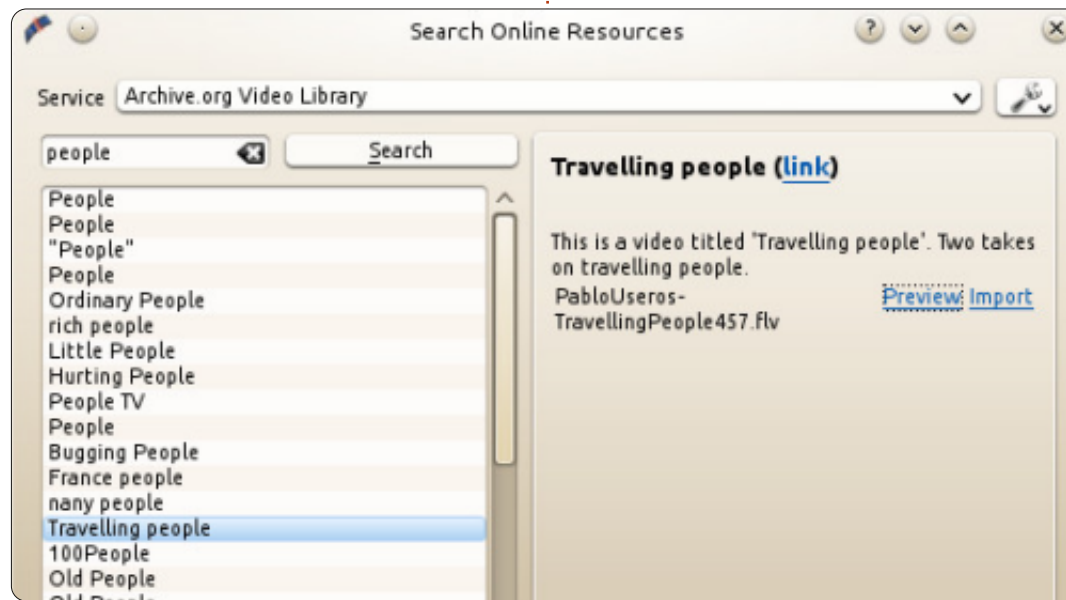 Search Online Resources
Service Archive.org Video Library
people Search
People
People
"People"
People
Ordinary People
rich people
Little People
Hurting People
People TV
People
Bugging People
France people
nany people
Travelling people
100People
Old People
Old People
Travelling people (link)
This is a video titled 'Travelling people'. Two takes
on travelling people.
PabloUseros- Preview Import
TravellingPeople457.flv